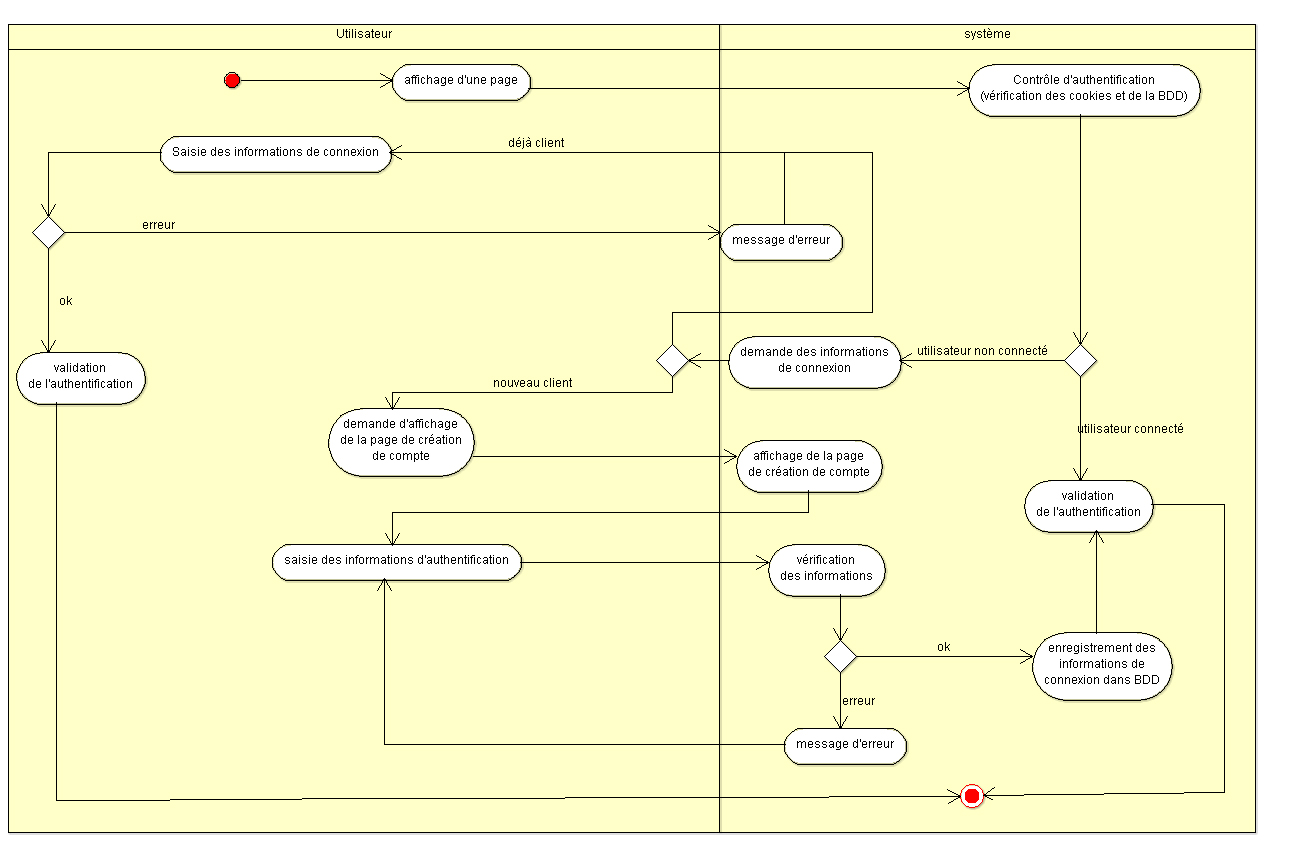 Utilisateur
système
affichage d'une page
Contrôle d'authentification
(vérification des cookies et de la BDD)
déjà client
Saisie des informations de connexion
erreur
message d'erreur
ok
validation
de l'authentification
demande des informations
de connexion
utilisateur non connecté
nouveau client
demande d'affichage
de la page de création
de compte
utilisateur connecté
affichage de la page
de création de compte
validation
de l'authentification
saisie des informations d'authentification
vérification
des informations
ok
enregistrement des
informations de
connexion dans BDD
erreur
message d'erreur